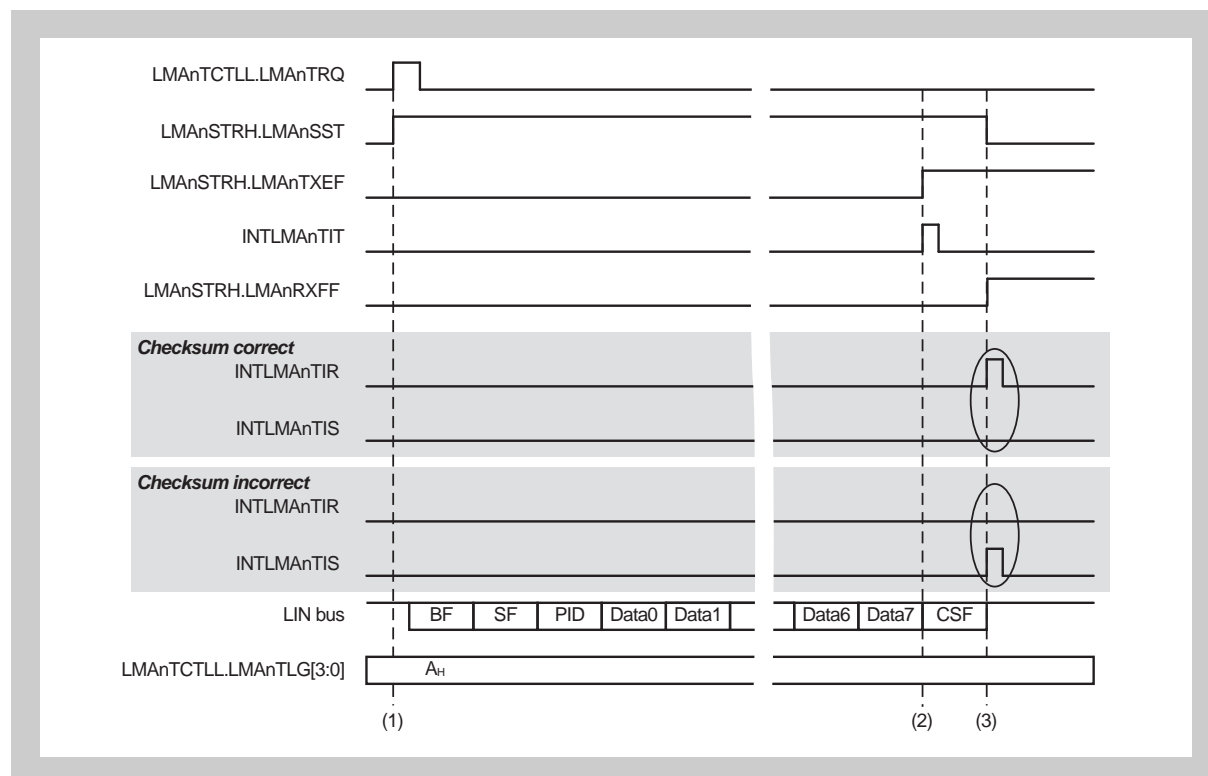 LMAnTCTLL.LMAnTRQ
LMAnSTRH.LMAnSST
LMAnSTRH.LMAnTXEF
INTLMAnTIT
LMAnSTRH.LMAnRXFF
Checksum correct
INTLMAnTIR
INTLMAnTIS
Checksum incorrect
INTLMAnTIR
INTLMAnTIS
LIN bus BF SF PID Data0 Data1 Data6 Data7 CSF
LMAnTCTLL.LMAnTLG[3:0] AH
(1) (2) (3)